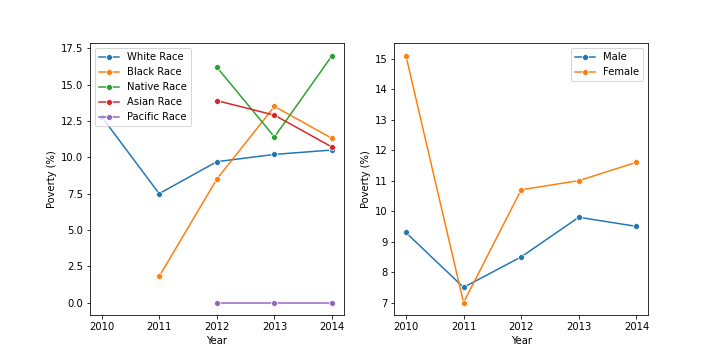 17.5
15.0
12.5
10.0
7.5
5.0
2.5
0.0
Poverty (%)
White Race
Black Race
Native Race
Asian Race
Pacific Race
2010 2011 2012 2013 2014
Year
15
14
13
12
11
10
9
8
7
Poverty (%)
Male
Female
2010 2011 2012 2013 2014
Year